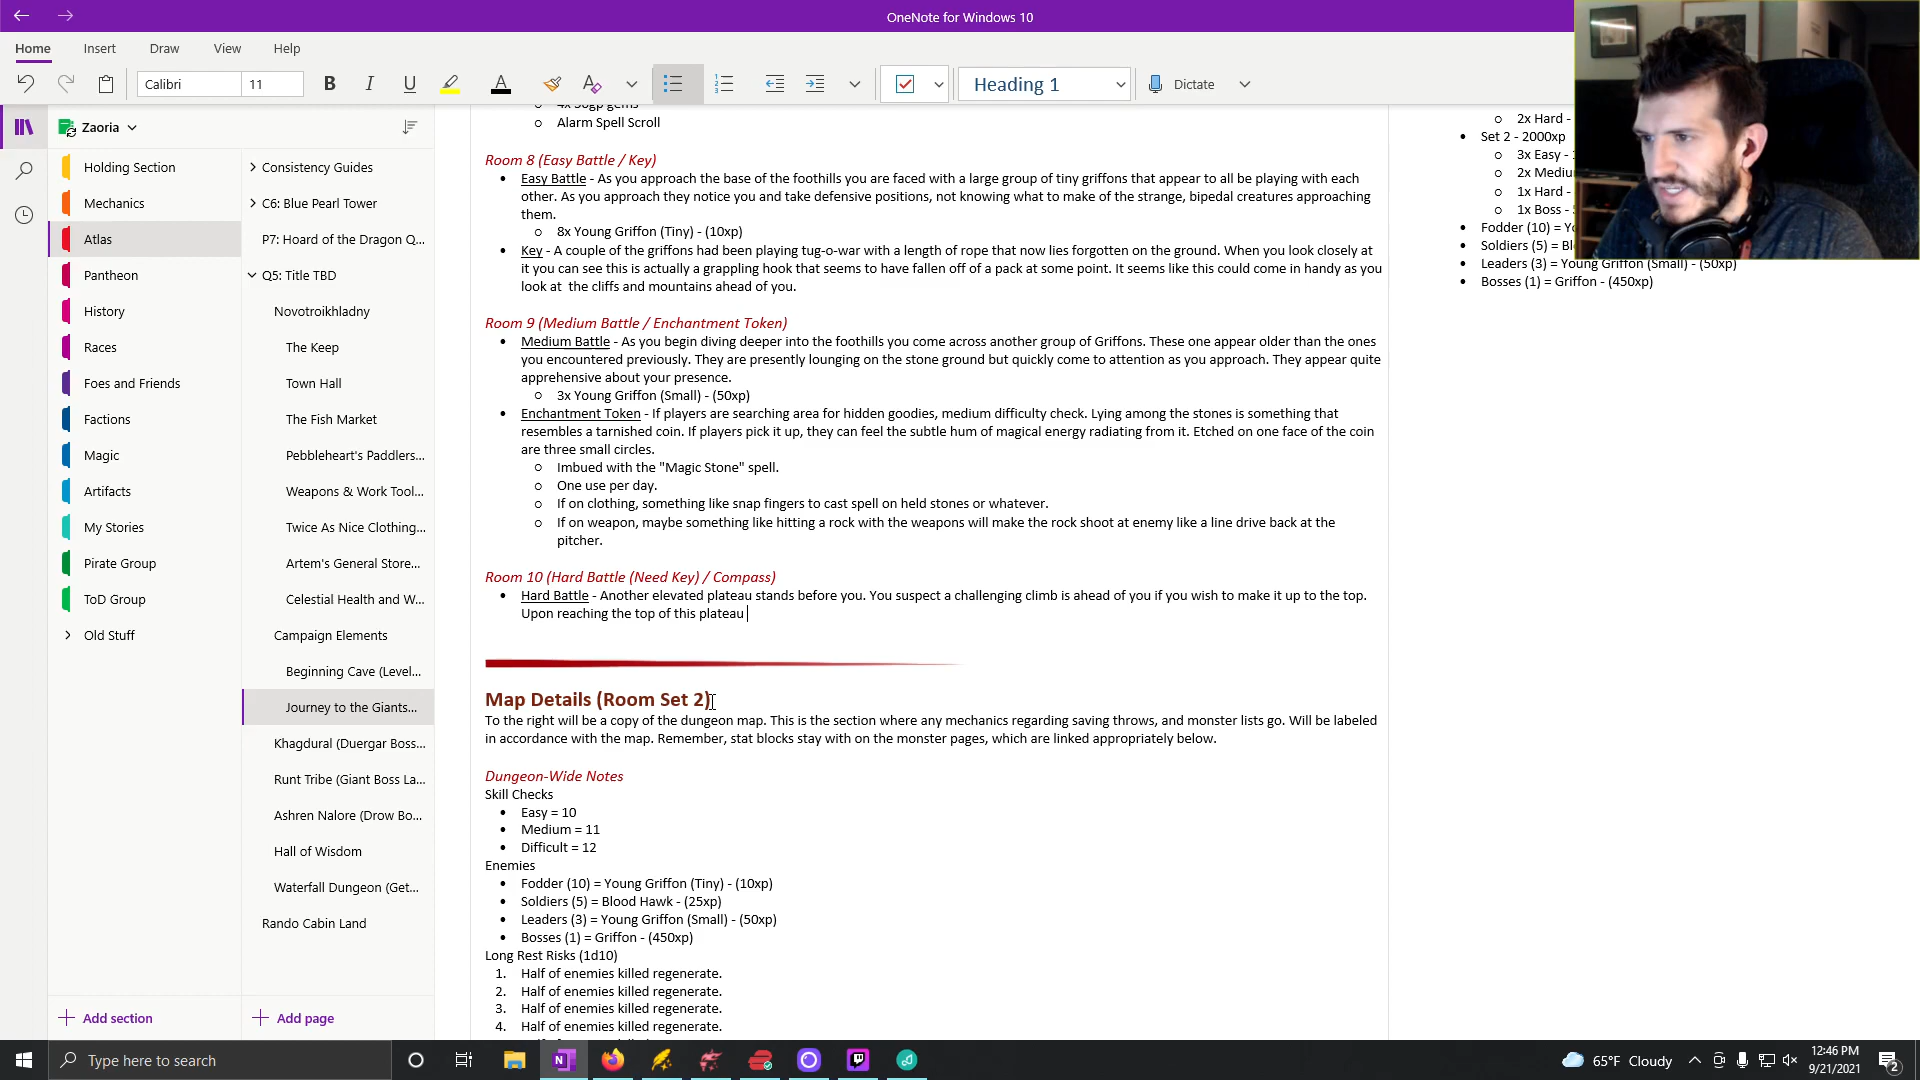 OneNote for Windows 10
Home
Insert
Draw
View
Help
Calibri
11
B
I
U
A
A
Heading 1
Dictate
Zaoria
Holding Section
Mechanics
Atlas
Pantheon
History
Races
Foes and Friends
Factions
Magic
Artifacts
My Stories
Pirate Group
ToD Group
Old Stuff
Add section
Consistency Guides
C6: Blue Pearl Tower
P7: Hoard of the Dragon Q...
Q5: Title TBD
Novotroikhladny
The Keep
Town Hall
The Fish Market
Pebbleheart's Paddlers...
Weapons & Work Tool...
Twice As Nice Clothing...
Artem's General Store...
Celestial Health and W...
Campaign Elements
Beginning Cave (Level...
Journey to the Giants...
Khagdural (Duergar Boss...
Runt Tribe (Giant Boss La...
Ashren Nalore (Drow Bo...
Hall of Wisdom
Waterfall Dungeon (Get...
Rando Cabin Land
Add page
4x 50gp gems
Alarm Spell Scroll
Room 8 (Easy Battle / Key)
Easy Battle - As you approach the base of the foothills you are faced with a large group of tiny griffons that appear to all be playing with each
other. As you approach they notice you and take defensive positions, not knowing what to make of the strange, bipedal creatures approaching
them.
8x Young Griffon (Tiny) - (10xp)
Key - A couple of the griffons had been playing tug-o-war with a length of rope that now lies forgotten on the ground. When you look closely at
it you can see this is actually a grappling hook that seems to have fallen off of a pack at some point. It seems like this could come in handy as you
look at  the cliffs and mountains ahead of you.
Room 9 (Medium Battle / Enchantment Token)
Medium Battle - As you begin diving deeper into the foothills you come across another group of Griffons. These one appear older than the ones
you encountered previously. They are presently lounging on the stone ground but quickly come to attention as you approach. They appear quite
apprehensive about your presence.
3x Young Griffon (Small) - (50xp)
Enchantment Token - If players are searching area for hidden goodies, medium difficulty check. Lying among the stones is something that
resembles a tarnished coin. If players pick it up, they can feel the subtle hum of magical energy radiating from it. Etched on one face of the coin
are three small circles.
Imbued with the "Magic Stone" spell.
One use per day.
If on clothing, something like snap fingers to cast spell on held stones or whatever.
If on weapon, maybe something like hitting a rock with the weapons will make the rock shoot at enemy like a line drive back at the
pitcher.
Room 10 (Hard Battle (Need Key) / Compass)
Hard Battle - Another elevated plateau stands before you. You suspect a challenging climb is ahead of you if you wish to make it up to the top.
Upon reaching the top of this plateau
Map Details (Room Set 2)
To the right will be a copy of the dungeon map. This is the section where any mechanics regarding saving throws, and monster lists go. Will be labeled
in accordance with the map. Remember, stat blocks stay with on the monster pages, which are linked appropriately below.
Dungeon-Wide Notes
Skill Checks
Easy = 10
Medium = 11
Difficult = 12
Enemies
Fodder (10) = Young Griffon (Tiny) - (10xp)
Soldiers (5) = Blood Hawk - (25xp)
Leaders (3) = Young Griffon (Small) - (50xp)
Bosses (1) = Griffon - (450xp)
Long Rest Risks (1d10)
1. Half of enemies killed regenerate.
2. Half of enemies killed regenerate.
3. Half of enemies killed regenerate.
4. Half of enemies killed regenerate.
2x Hard -
Set 2 - 2000xp
3x Easy -
2x Mediu
1x Hard -
1x Boss -
Fodder (10) = Yo
Soldiers (5) = Bl
Leaders (3) = Young Griffon (Small) - (50xp)
Bosses (1) = Griffon - (450xp)
Type here to search
65°F Cloudy
12:46 PM
9/21/2021
2